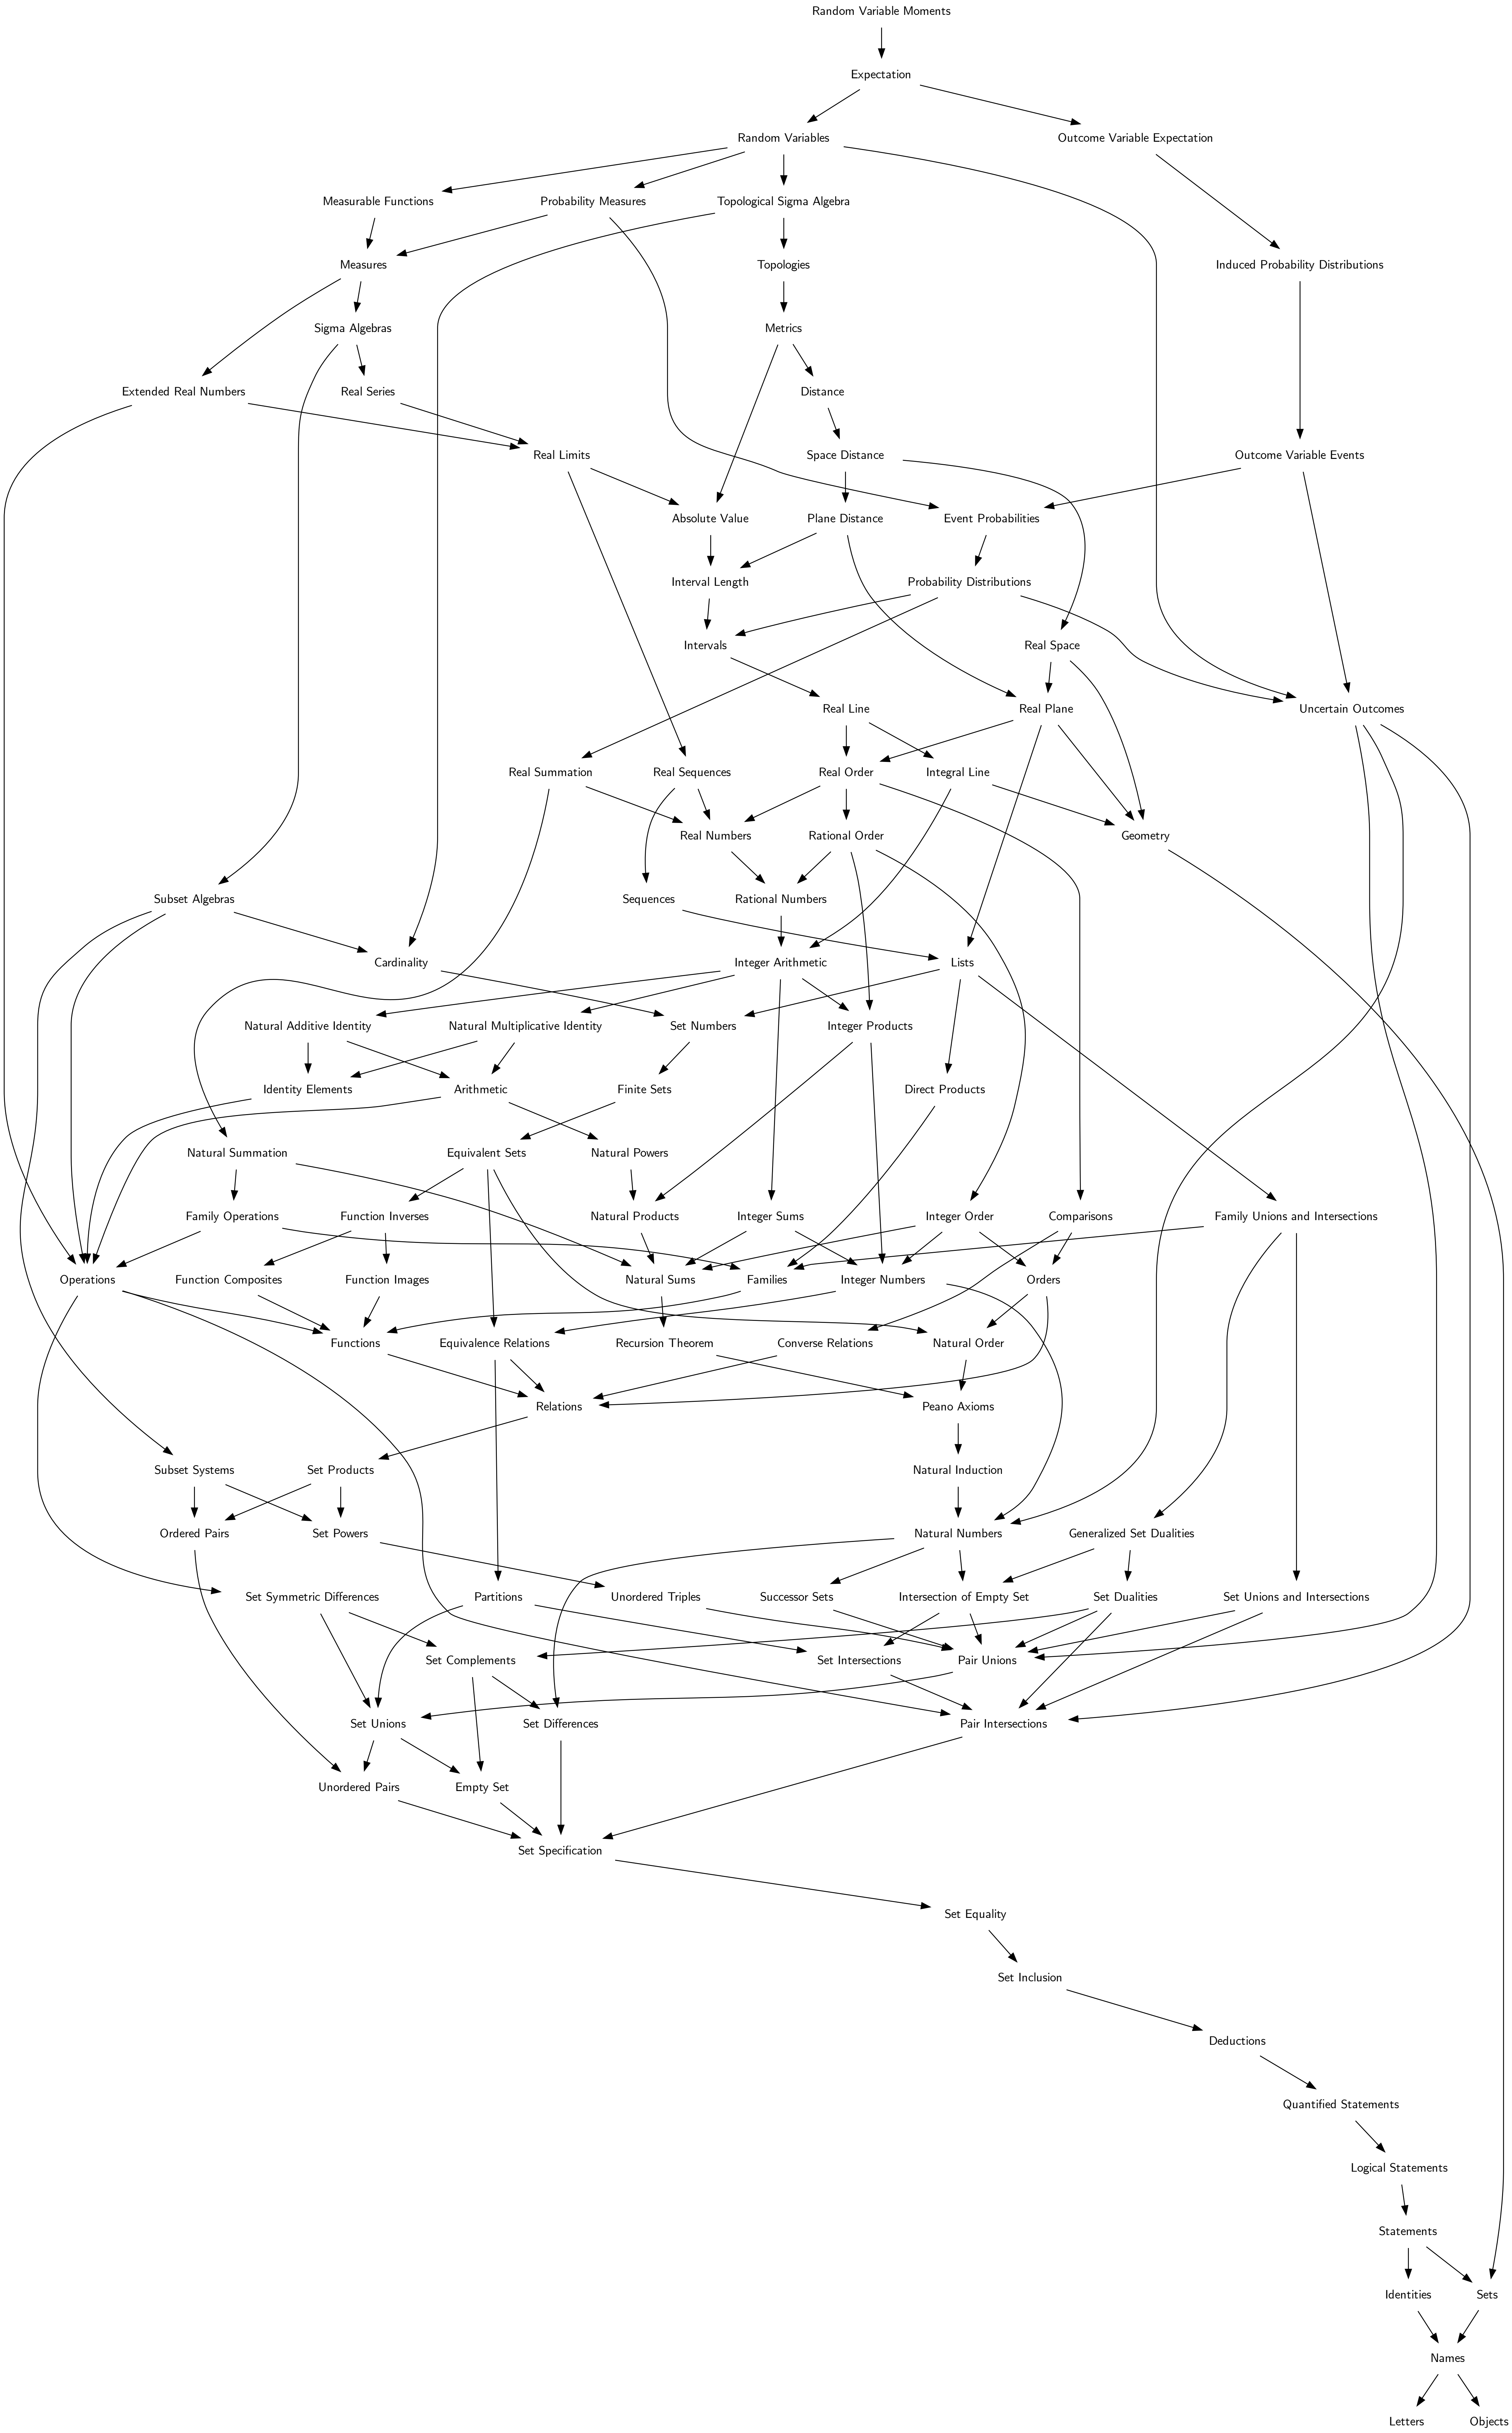 Random Variable Moments
Expectation
Random Variables
Outcome Variable Expectation
Measurable Functions
Probability Measures
Topological Sigma Algebra
Measures
Topologies
Induced Probability Distributions
Sigma Algebras
Metrics
Extended Real Numbers
Real Series
Distance
Real Limits
Space Distance
Outcome Variable Events
Absolute Value
Plane Distance
Event Probabilities
Interval Length
Probability Distributions
Intervals
Real Space
Real Line
Real Plane
Uncertain Outcomes
Real Summation
Real Sequences
Real Order
Integral Line
Real Numbers
Rational Order
Geometry
Subset Algebras
Sequences
Rational Numbers
Cardinality
Integer Arithmetic
Lists
Natural Additive Identity
Natural Multiplicative Identity
Set Numbers
Integer Products
Identity Elements
Arithmetic
Finite Sets
Direct Products
Natural Summation
Equivalent Sets
Natural Powers
Family Operations
Function Inverses
Natural Products
Integer Sums
Integer Order
Comparisons
Family Unions and Intersections
Operations
Function Composites
Function Images
Natural Sums
Families
Integer Numbers
Orders
Functions
Equivalence Relations
Recursion Theorem
Converse Relations
Natural Order
Relations
Peano Axioms
Subset Systems
Set Products
Natural Induction
Ordered Pairs
Set Powers
Natural Numbers
Generalized Set Dualities
Set Symmetric Differences
Partitions
Unordered Triples
Successor Sets
Intersection of Empty Set
Set Dualities
Set Unions and Intersections
Set Complements
Set Intersections
Pair Unions
Set Unions
Set Differences
Pair Intersections
Unordered Pairs
Empty Set
Set Specification
Set Equality
Set Inclusion
Deductions
Quantified Statements
Logical Statements
Statements
Identities
Sets
Names
Letters
Objects